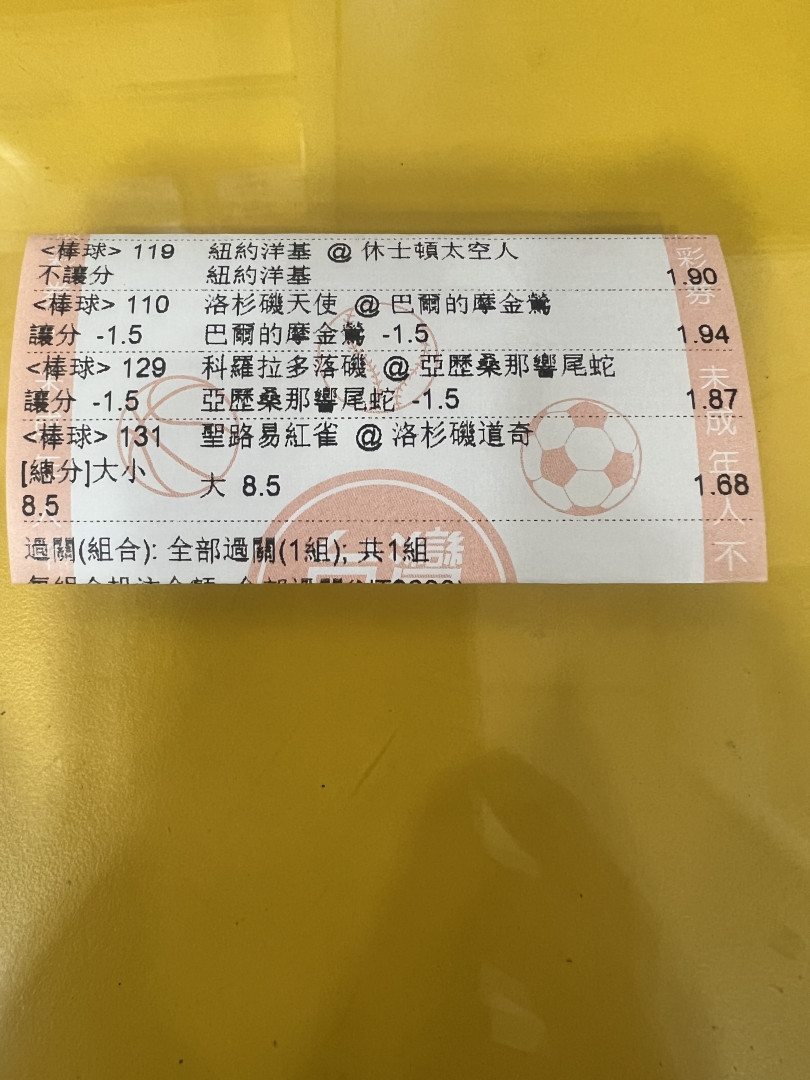 <棒球> 119 紐約洋基 @ 休士頓太空人
不讓分 紐約洋基 1.90
<棒球> 110 洛杉磯天使 @ 巴爾的摩金鶯
讓分 -1.5 巴爾的摩金鶯 -1.5 1.94
<棒球> 129 科羅拉多落磯 @ 亞歷桑那響尾蛇
讓分 -1.5 亞歷桑那響尾蛇 -1.5 1.87
<棒球> 131 聖路易紅雀 @ 洛杉磯道奇
[總分]大小 大 8.5 1.68
8.5
過關(組合): 全部過關(1組); 共1組
彩券 未成年人不
台灣